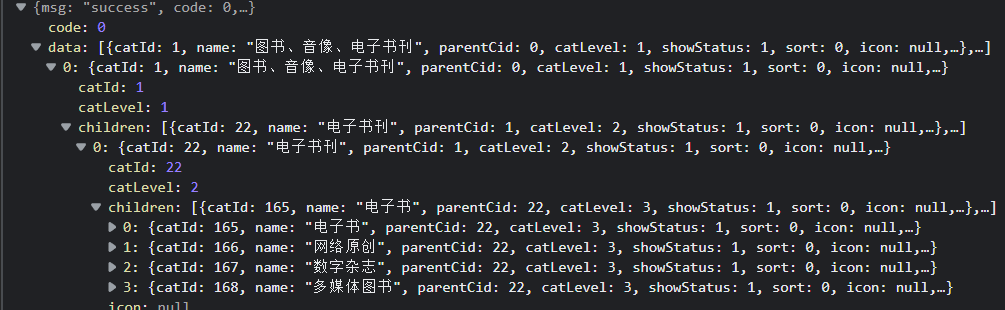 {msg: "success", code: 0,…}
code: 0
data: [{catId: 1, name: "图书、音像、电子书刊", parentCid: 0, catLevel: 1, showStatus: 1, sort: 0, icon: null,…},…]
0: {catId: 1, name: "图书、音像、电子书刊", parentCid: 0, catLevel: 1, showStatus: 1, sort: 0, icon: null,…}
catId: 1
catLevel: 1
children: [{catId: 22, name: "电子书刊", parentCid: 1, catLevel: 2, showStatus: 1, sort: 0, icon: null,…},…]
0: {catId: 22, name: "电子书刊", parentCid: 1, catLevel: 2, showStatus: 1, sort: 0, icon: null,…}
catId: 22
catLevel: 2
children: [{catId: 165, name: "电子书", parentCid: 22, catLevel: 3, showStatus: 1, sort: 0, icon: null,…},…]
0: {catId: 165, name: "电子书", parentCid: 22, catLevel: 3, showStatus: 1, sort: 0, icon: null,…}
1: {catId: 166, name: "网络原创", parentCid: 22, catLevel: 3, showStatus: 1, sort: 0, icon: null,…}
2: {catId: 167, name: "数字杂志", parentCid: 22, catLevel: 3, showStatus: 1, sort: 0, icon: null,…}
3: {catId: 168, name: "多媒体图书", parentCid: 22, catLevel: 3, showStatus: 1, sort: 0, icon: null,…}
icon: null